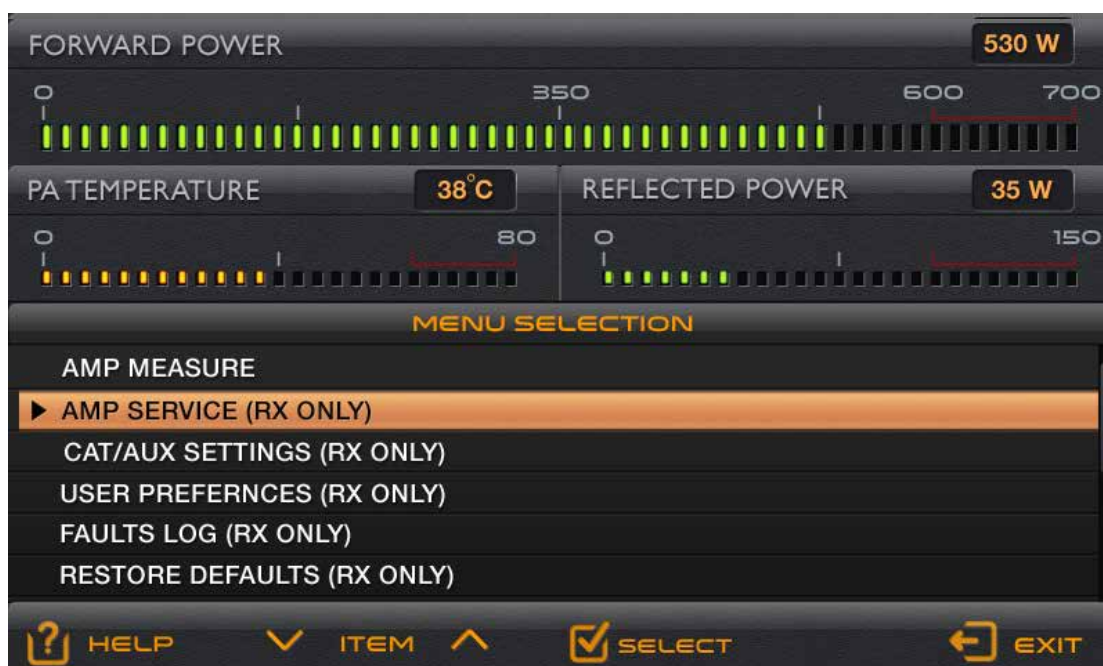 FORWARD POWER 530 W
0 350 600 700
PA TEMPERATURE 38°C REFLECTED POWER 35 W
0 80 0 150
MENU SELECTION
AMP MEASURE
AMP SERVICE (RX ONLY)
CAT/AUX SETTINGS (RX ONLY)
USER PREFERNCES (RX ONLY)
FAULTS LOG (RX ONLY)
RESTORE DEFAULTS (RX ONLY)
? HELP ITEM SELECT EXIT